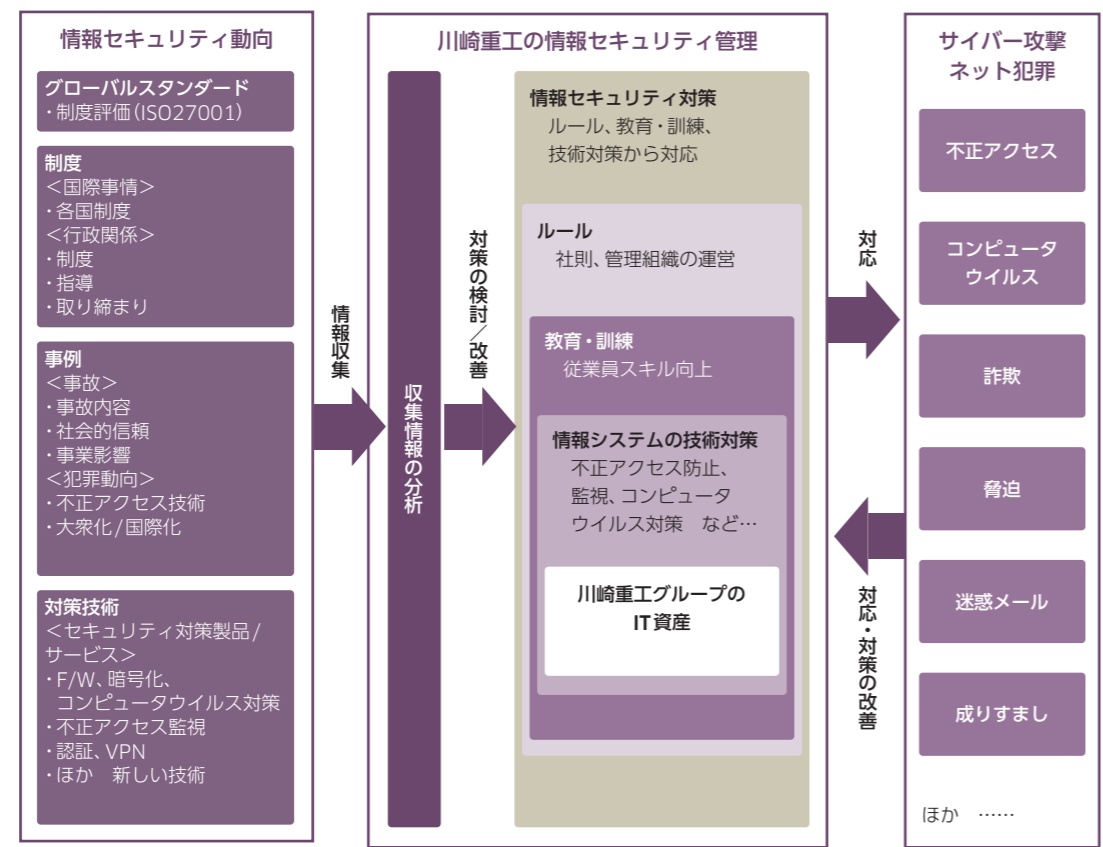 情報セキュリティ動向
グローバルスタンダード
・制度評価(ISO27001)
制度
＜国際事情＞
・各国制度
＜行政関係＞
・制度
・指導
・取り締まり
事例
＜事故＞
・事故内容
・社会的信頼
・事業影響
＜犯罪動向＞
・不正アクセス技術
・大衆化/国際化
対策技術
＜セキュリティ対策製品/
サービス＞
・F/W、暗号化、
コンピュータウイルス対策
・不正アクセス監視
・認証、VPN
・ほか　新しい技術
情報収集
川崎重工の情報セキュリティ管理
収集情報の分析
対策の検討／改善
情報セキュリティ対策
ルール、教育・訓練、
技術対策から対応
ルール
社則、管理組織の運営
教育・訓練
従業員スキル向上
情報システムの技術対策
不正アクセス防止、
監視、コンピュータ
ウイルス対策　など…
川崎重工グループの
IT資産
対応
対応・対策の改善
サイバー攻撃
ネット犯罪
不正アクセス
コンピュータ
ウイルス
詐欺
脅迫
迷惑メール
成りすまし
ほか　……